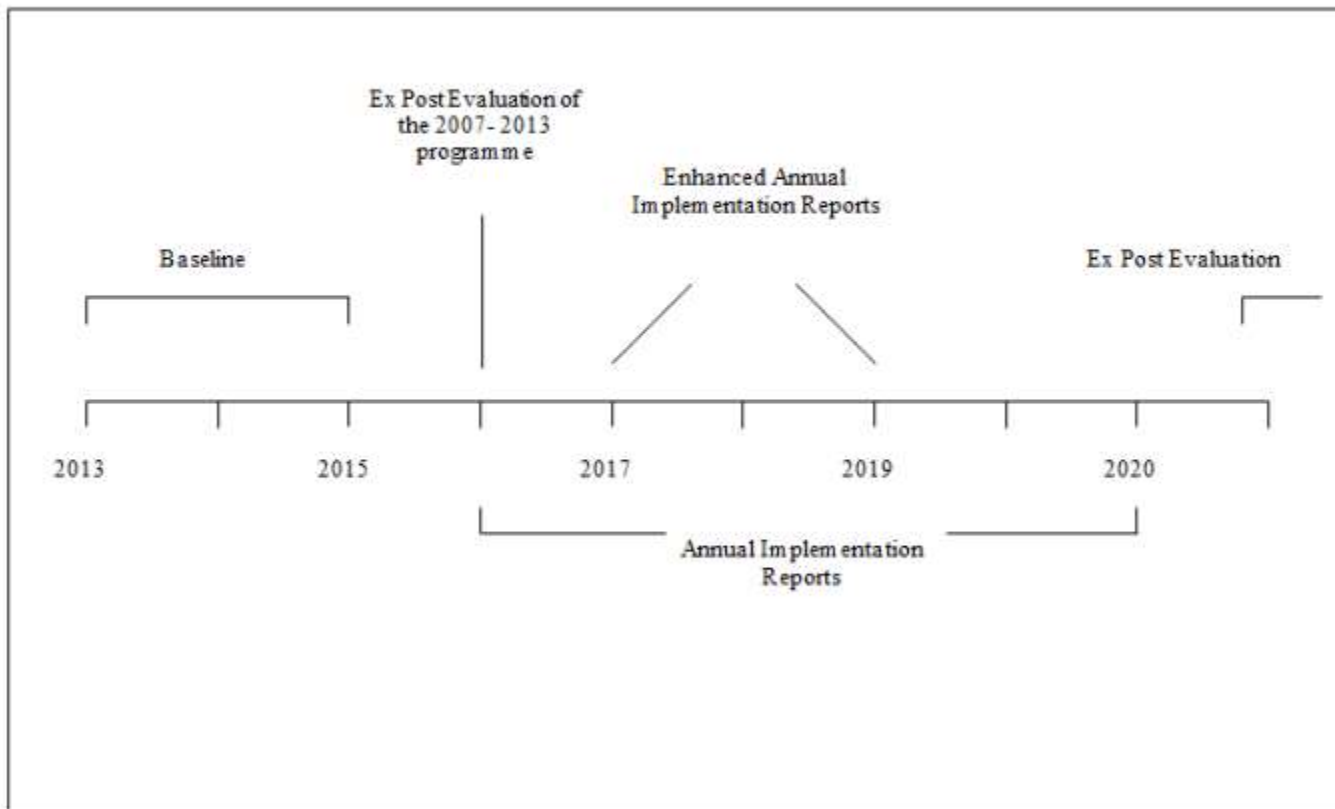 Ex Post Evaluation of
the 2007- 2013
programme
Enhanced Annual
Implementation Reports
Baseline
Ex Post Evaluation
2013
2015
2017
2019
2020
Annual Implementation
Reports